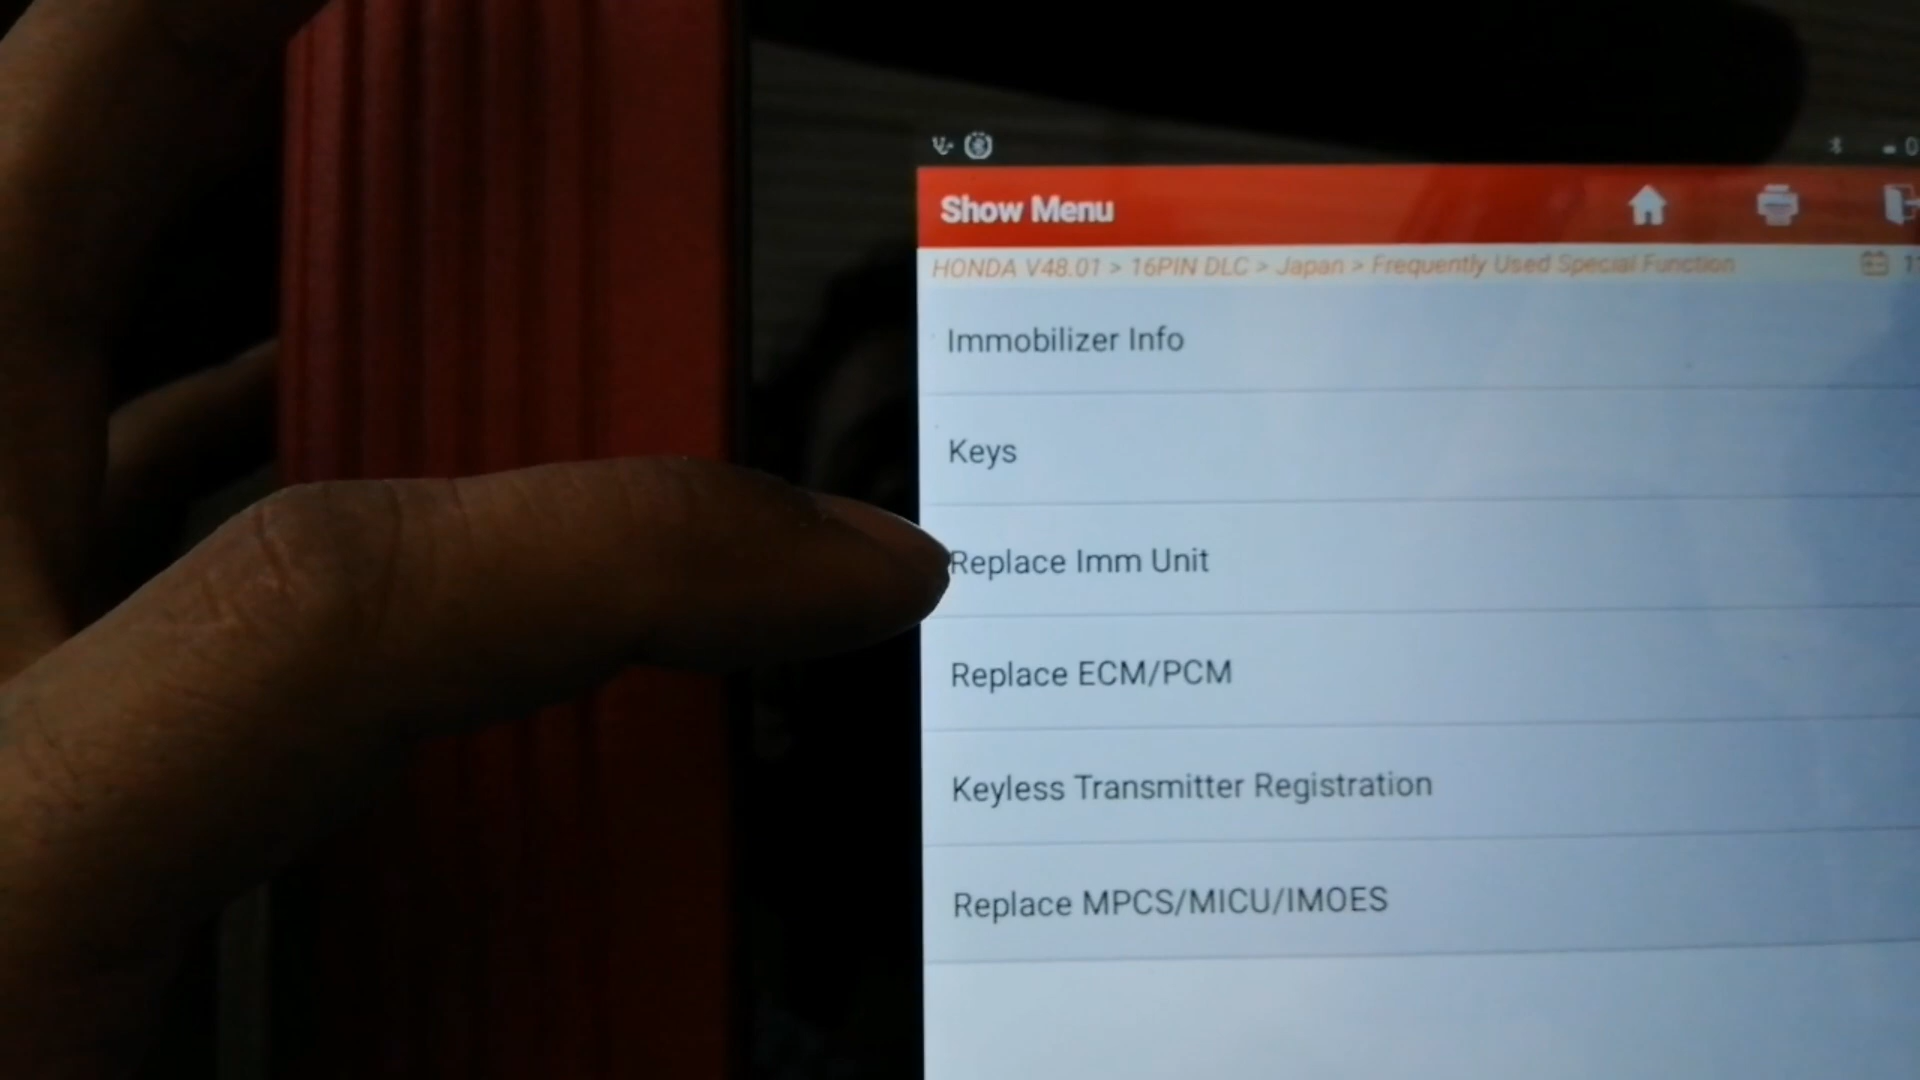 Show Menu
HONDA V48.01 > 16PIN DLC > Japan > Frequently Used Special Function
Immobilizer Info
Keys
Replace Imm Unit
Replace ECM/PCM
Keyless Transmitter Registration
Replace MPCS/MICU/IMOES